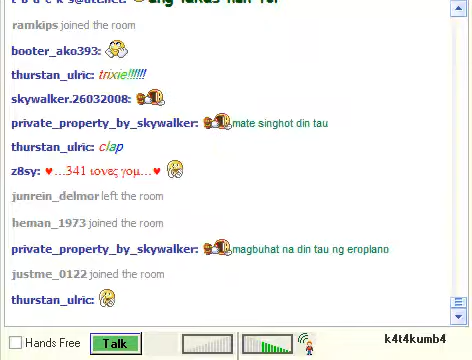 ramkips joined the room
booter_ako393:
thurstan_ulric: trixie!!!!!!
skywalker.26032008:
private_property_by_skywalker: mate singhot din tau
thurstan_ulric: clap
z8sy: ♥...341 ιονες γομ...♥
junrein_delmor left the room
heman_1973 joined the room
private_property_by_skywalker: magbuhat na din tau ng eroplano
justme_0122 joined the room
thurstan_ulric:
Hands Free
Talk
k4t4kumb4